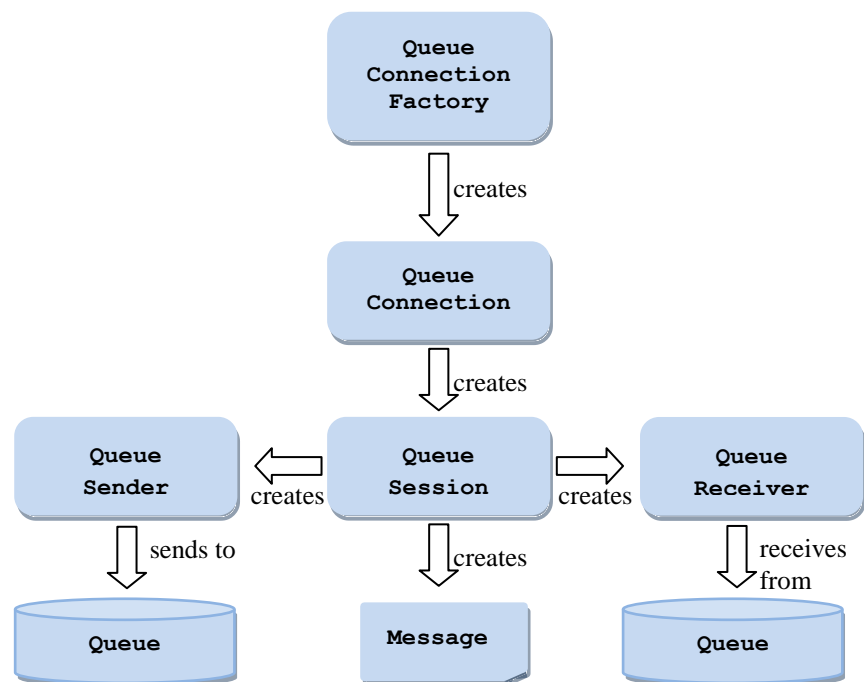 Queue
Connection
Factory
creates
Queue
Connection
creates
Queue
Sender
creates
Queue
Session
creates
Queue
Receiver
sends to
creates
receives
from
Queue
Message
Queue